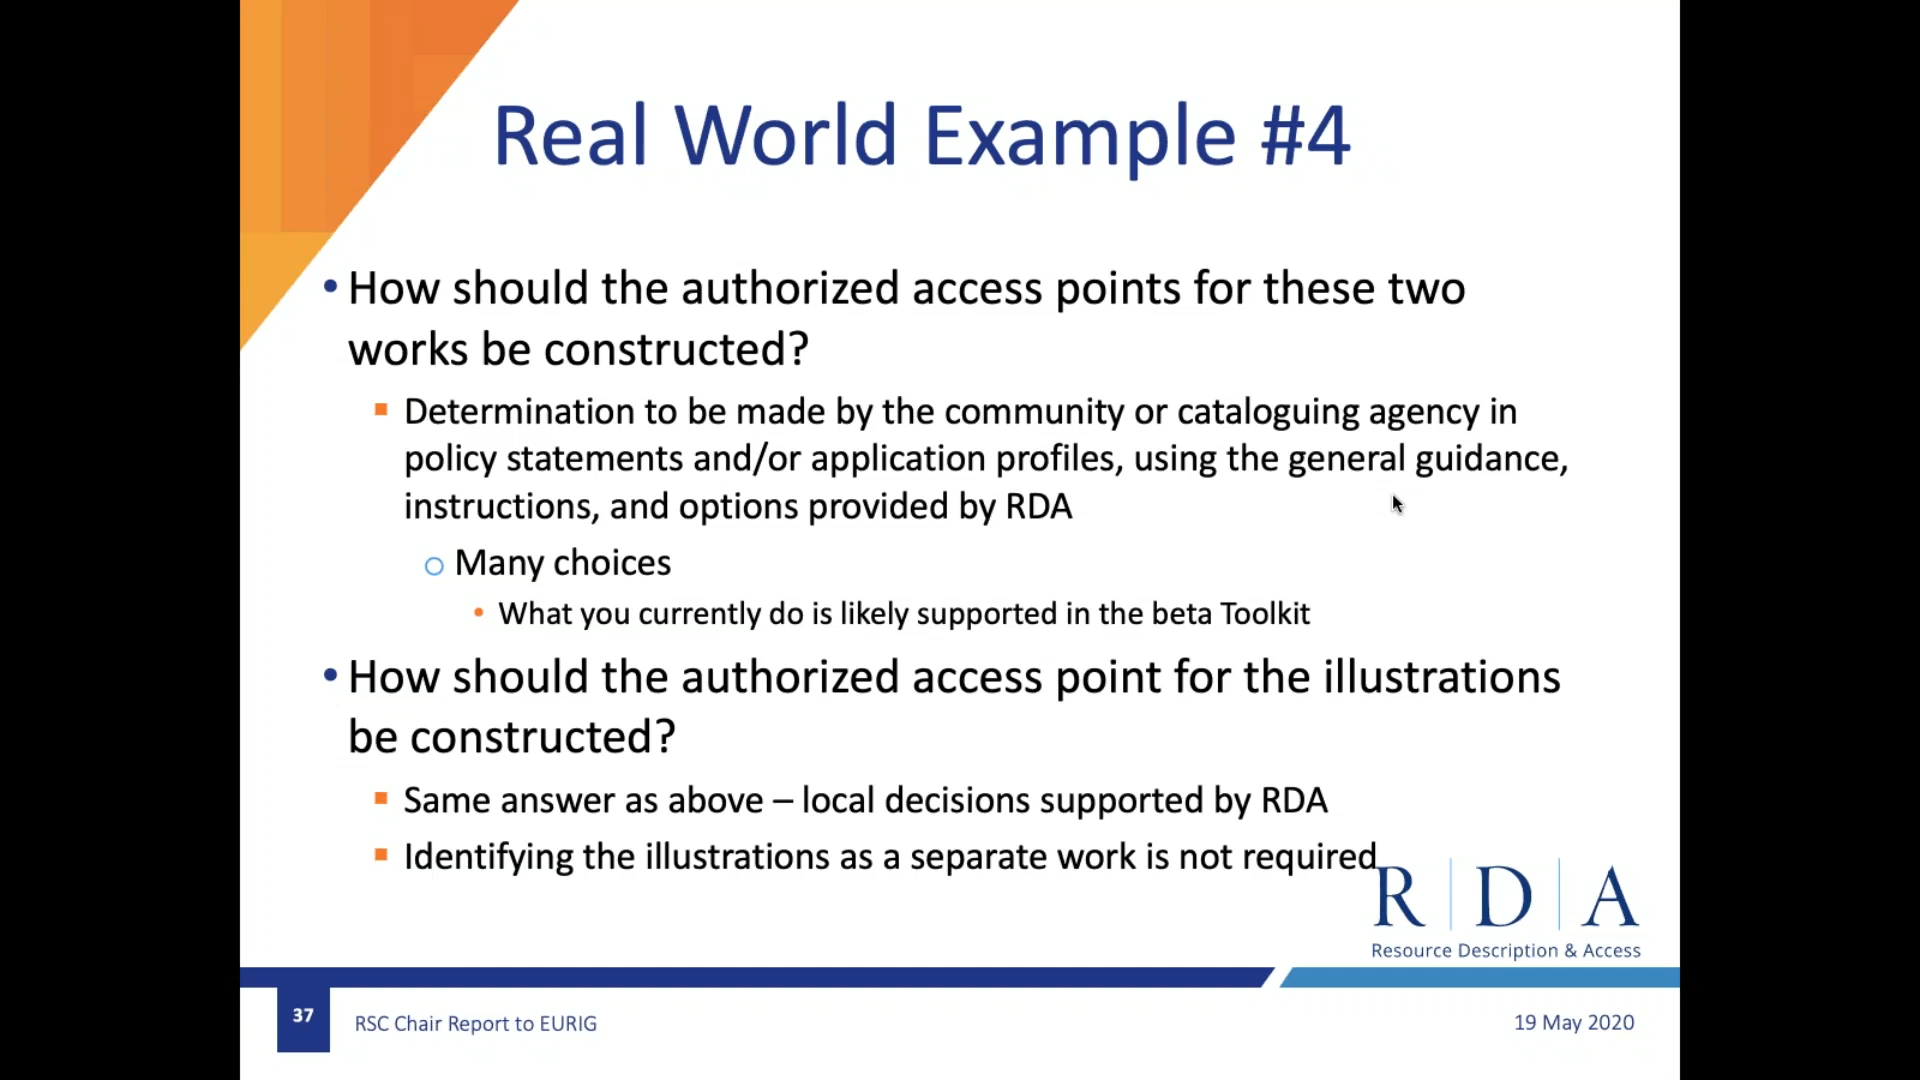 Real World Example #4
• How should the authorized access points for these two
works be constructed?
▪ Determination to be made by the community or cataloguing agency in
policy statements and/or application profiles, using the general guidance,
instructions, and options provided by RDA
○ Many choices
• What you currently do is likely supported in the beta Toolkit
• How should the authorized access point for the illustrations
be constructed?
▪ Same answer as above – local decisions supported by RDA
▪ Identifying the illustrations as a separate work is not required
R | D | A
Resource Description & Access
37
RSC Chair Report to EURIG
19 May 2020